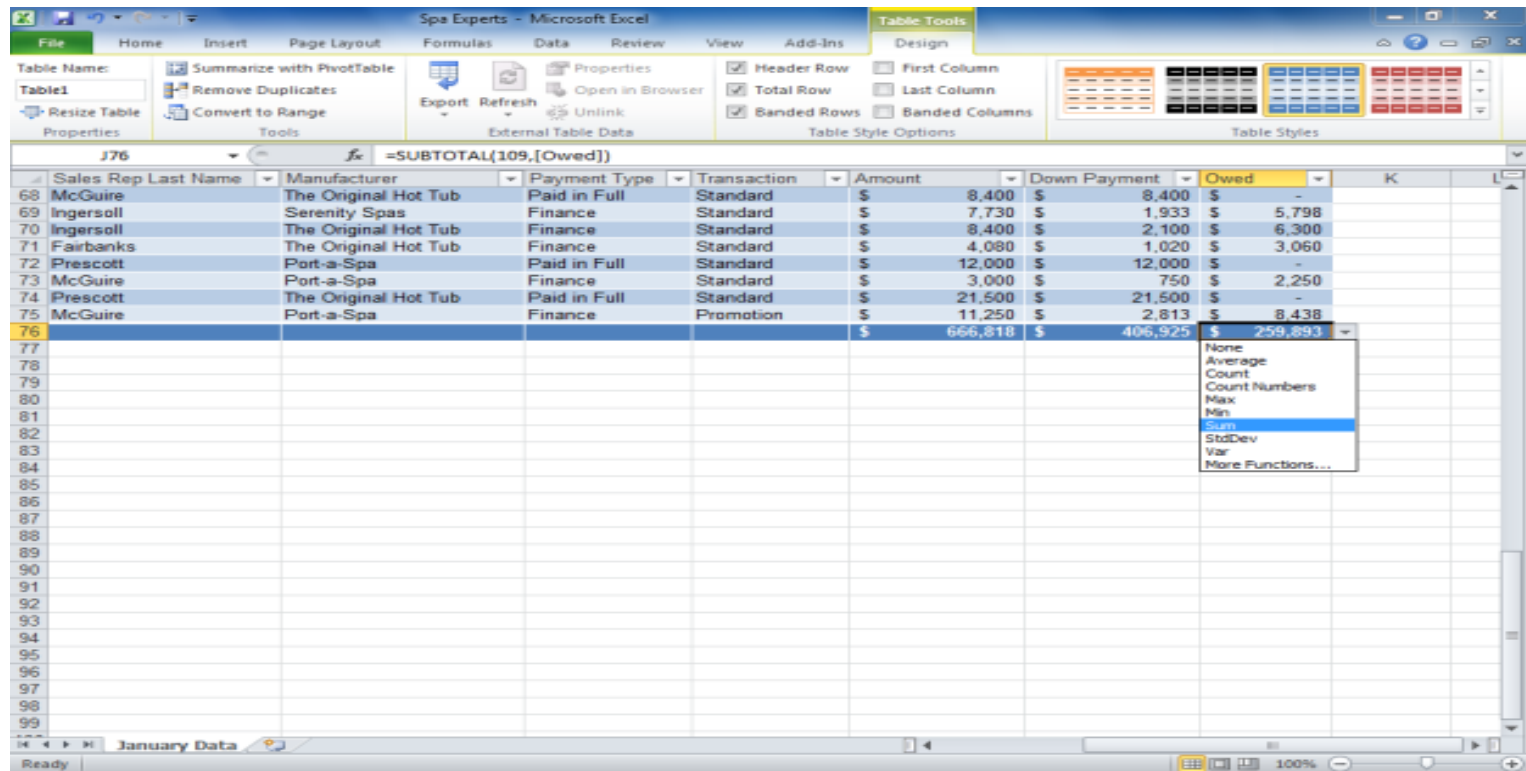 Spa Experts - Microsoft Excel
Table Tools
File Home Insert Page Layout Formulas Data Review View Add-Ins Design
Table Name:
Table1
Resize Table
Properties
Summarize with PivotTable
Remove Duplicates
Convert to Range
Tools
Export Refresh
Properties
Open in Browser
Unlink
External Table Data
Header Row First Column
Total Row Last Column
Banded Rows Banded Columns
Table Style Options
Table Styles
J76 fx =SUBTOTAL(109,[Owed])
Sales Rep Last Name Manufacturer Payment Type Transaction Amount Down Payment Owed K L
68 McGuire The Original Hot Tub Paid in Full Standard $ 8,400 $ 8,400 $ -
69 Ingersoll Serenity Spas Finance Standard $ 7,730 $ 1,933 $ 5,798
70 Ingersoll The Original Hot Tub Finance Standard $ 8,400 $ 2,100 $ 6,300
71 Fairbanks The Original Hot Tub Finance Standard $ 4,080 $ 1,020 $ 3,060
72 Prescott Port-a-Spa Paid in Full Standard $ 12,000 $ 12,000 $ -
73 McGuire Port-a-Spa Finance Standard $ 3,000 $ 750 $ 2,250
74 Prescott The Original Hot Tub Paid in Full Standard $ 21,500 $ 21,500 $ -
75 McGuire Port-a-Spa Finance Promotion $ 11,250 $ 2,813 $ 8,438
76 $ 666,818 $ 406,925 $ 259,893
77
78
79
80
81
82
83
84
85
86
87
88
89
90
91
92
93
94
95
96
97
98
99
None
Average
Count
Count Numbers
Max
Min
Sum
StdDev
Var
More Functions...
January Data
Ready 100%